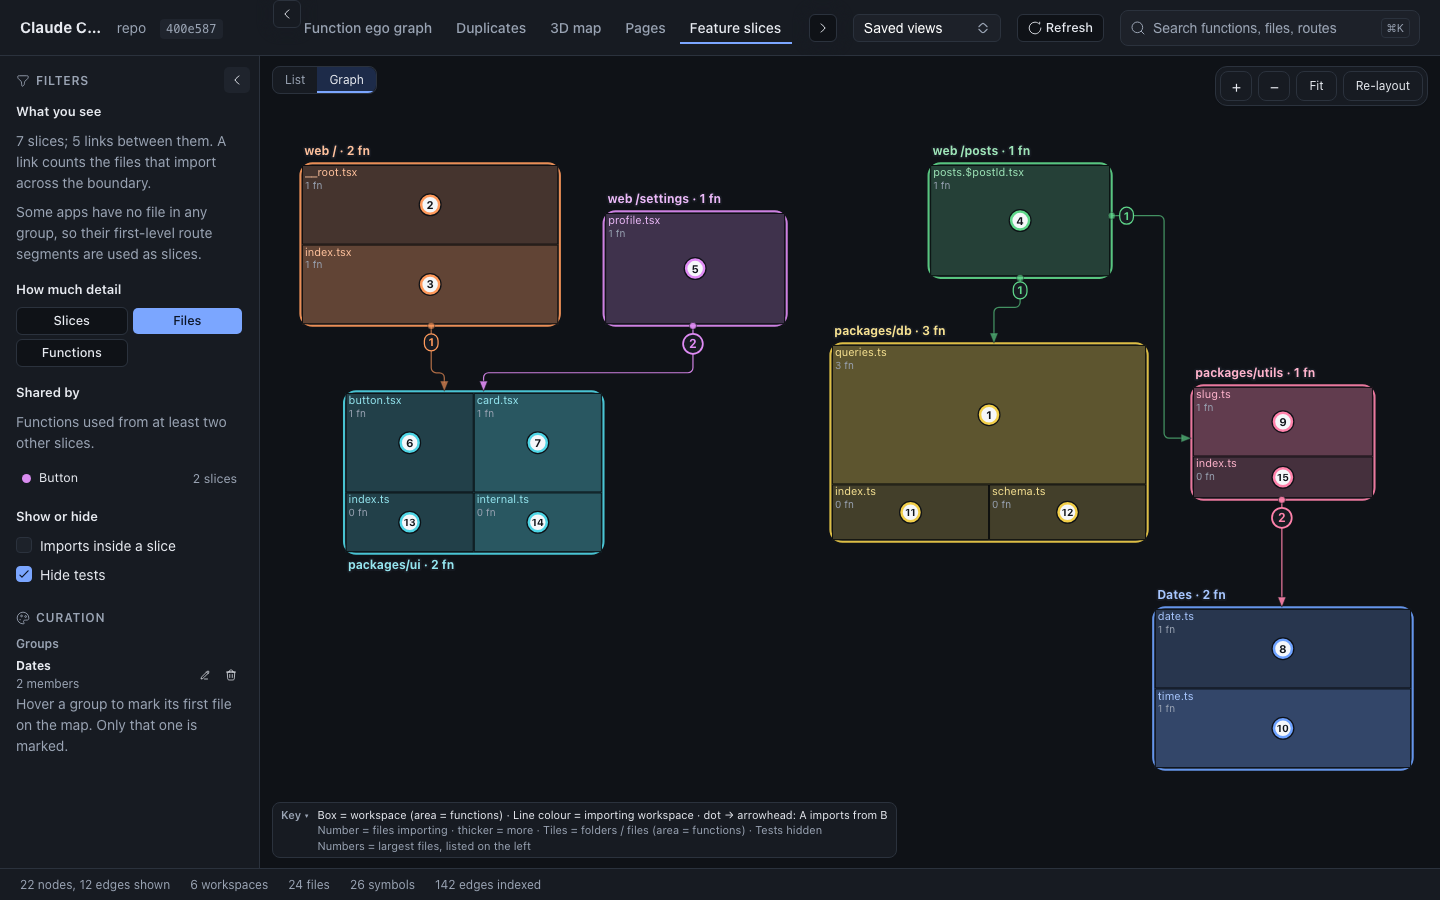 Claude C...
repo
400e587
Function ego graph
Duplicates
3D map
Pages
Feature slices
Saved views
Refresh
Search functions, files, routes
⌘K
FILTERS
What you see
7 slices; 5 links between them. A
link counts the files that import
across the boundary.
Some apps have no file in any
group, so their first-level route
segments are used as slices.
How much detail
Slices
Files
Functions
Shared by
Functions used from at least two
other slices.
Button
2 slices
Show or hide
Imports inside a slice
Hide tests
CURATION
Groups
Dates
2 members
Hover a group to mark its first file
on the map. Only that one is
marked.
List
Graph
+
−
Fit
Re-layout
web / · 2 fn
__root.tsx
1 fn
2
index.tsx
1 fn
3
1
web /settings · 1 fn
profile.tsx
1 fn
5
2
button.tsx
1 fn
6
card.tsx
1 fn
7
index.ts
0 fn
13
internal.ts
0 fn
14
packages/ui · 2 fn
web /posts · 1 fn
posts.$postId.tsx
1 fn
4
1
1
packages/db · 3 fn
queries.ts
3 fn
1
index.ts
0 fn
11
schema.ts
0 fn
12
packages/utils · 1 fn
slug.ts
1 fn
9
index.ts
0 fn
15
2
Dates · 2 fn
date.ts
1 fn
8
time.ts
1 fn
10
Key
Box = workspace (area = functions) · Line colour = importing workspace · dot → arrowhead: A imports from B
Number = files importing · thicker = more · Tiles = folders / files (area = functions) · Tests hidden
Numbers = largest files, listed on the left
22 nodes, 12 edges shown
6 workspaces
24 files
26 symbols
142 edges indexed